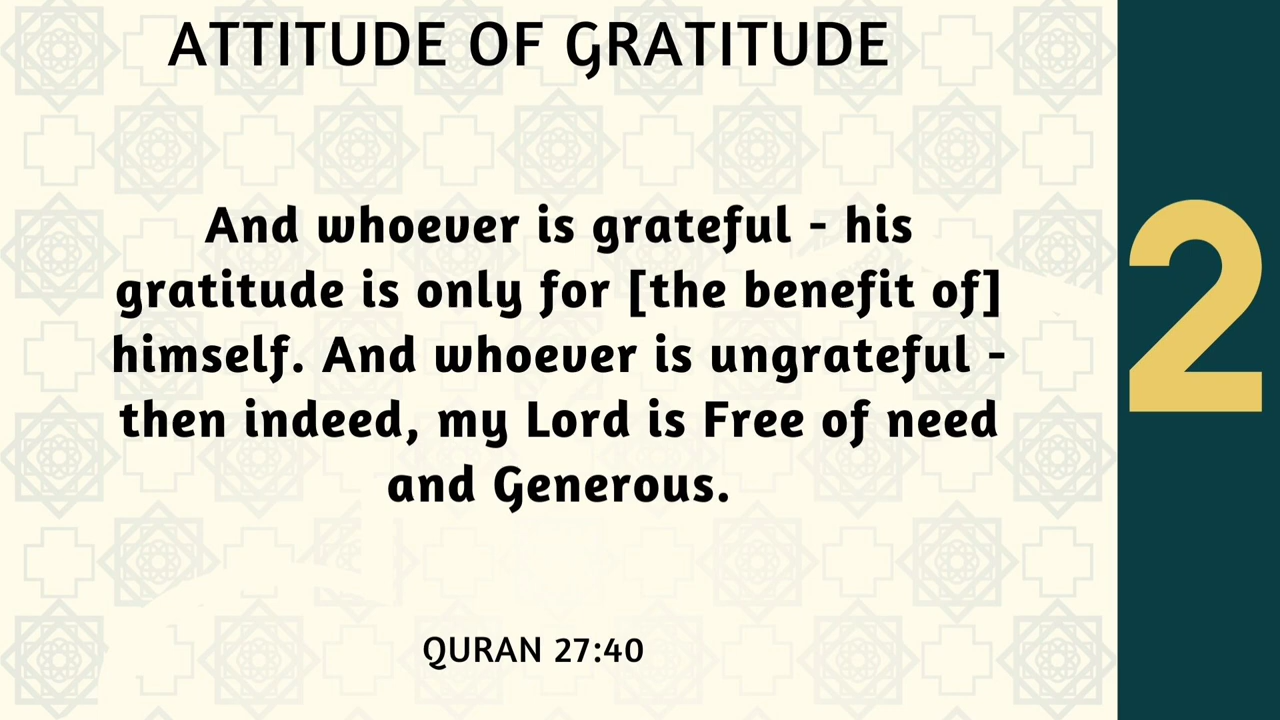 ATTITUDE OF GRATITUDE
And whoever is grateful - his
gratitude is only for [the benefit of]
himself. And whoever is ungrateful -
then indeed, my Lord is Free of need
and Generous.
QURAN 27:40
2